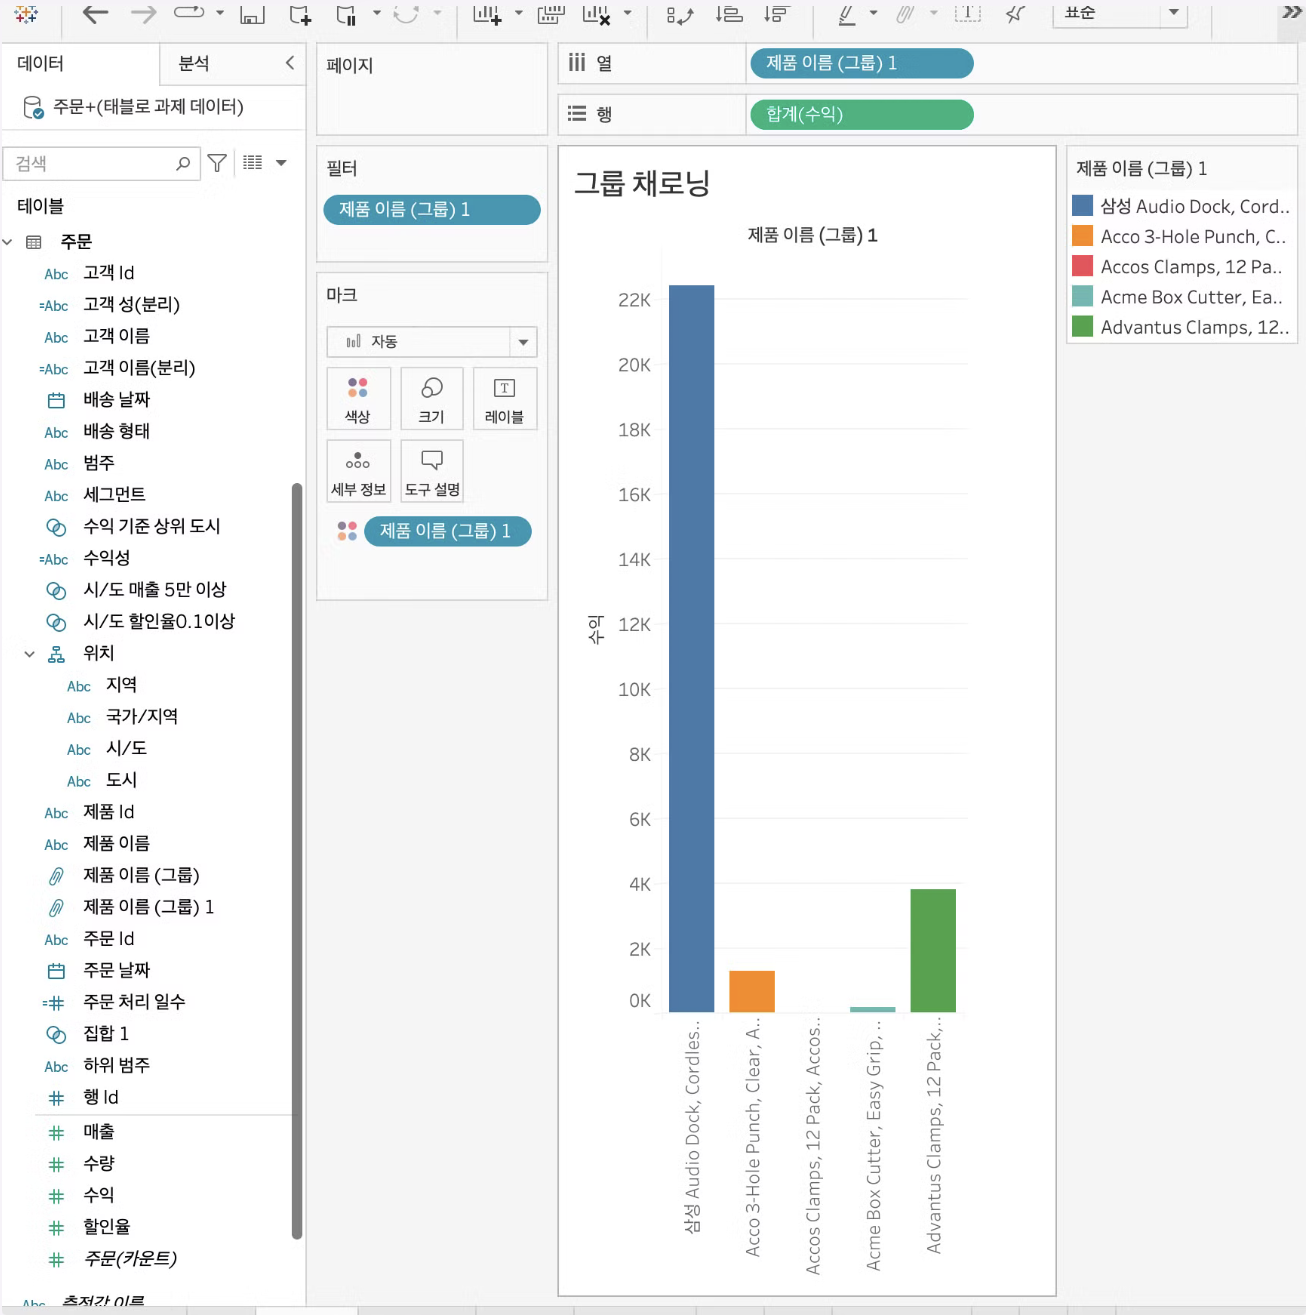 표준
데이터
분석
주문+(태블로 과제 데이터)
검색
테이블
주문
Abc 고객 Id
=Abc 고객 성(분리)
Abc 고객 이름
=Abc 고객 이름(분리)
배송 날짜
Abc 배송 형태
Abc 범주
Abc 세그먼트
수익 기준 상위 도시
=Abc 수익성
시/도 매출 5만 이상
시/도 할인율0.1이상
위치
Abc 지역
Abc 국가/지역
Abc 시/도
Abc 도시
Abc 제품 Id
Abc 제품 이름
제품 이름 (그룹)
제품 이름 (그룹) 1
Abc 주문 Id
주문 날짜
=# 주문 처리 일수
집합 1
Abc 하위 범주
# 행 Id
# 매출
# 수량
# 수익
# 할인율
# 주문(카운트)
Abc 측정값 이름
페이지
필터
제품 이름 (그룹) 1
마크
자동
색상
크기
T
레이블
세부 정보
도구 설명
제품 이름 (그룹) 1
열
제품 이름 (그룹) 1
행
합계(수익)
그룹 채로닝
제품 이름 (그룹) 1
22K
20K
18K
16K
14K
12K
10K
8K
6K
4K
2K
0K
수익
삼성 Audio Dock, Cordles..
Acco 3-Hole Punch, Clear, A..
Accos Clamps, 12 Pack, Accos..
Acme Box Cutter, Easy Grip, ..
Advantus Clamps, 12 Pack,..
제품 이름 (그룹) 1
삼성 Audio Dock, Cord..
Acco 3-Hole Punch, C..
Accos Clamps, 12 Pa..
Acme Box Cutter, Ea..
Advantus Clamps, 12..